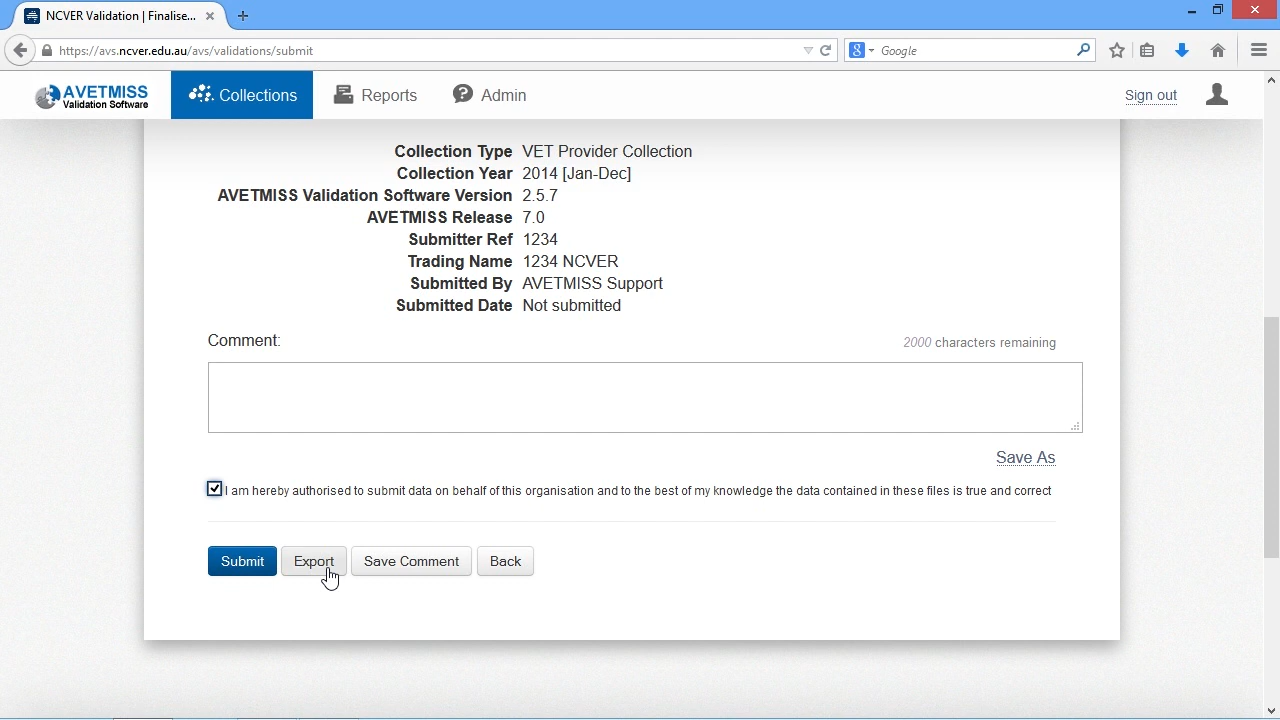 NCVER Validation | Finalise...
https://avs.ncver.edu.au/avs/validations/submit
Google
AVETMISS
Validation Software
Collections
Reports
Admin
Sign out
Collection Type VET Provider Collection
Collection Year 2014 [Jan-Dec]
AVETMISS Validation Software Version 2.5.7
AVETMISS Release 7.0
Submitter Ref 1234
Trading Name 1234 NCVER
Submitted By AVETMISS Support
Submitted Date Not submitted
Comment:
2000 characters remaining
Save As
I am hereby authorised to submit data on behalf of this organisation and to the best of my knowledge the data contained in these files is true and correct
Submit
Export
Save Comment
Back